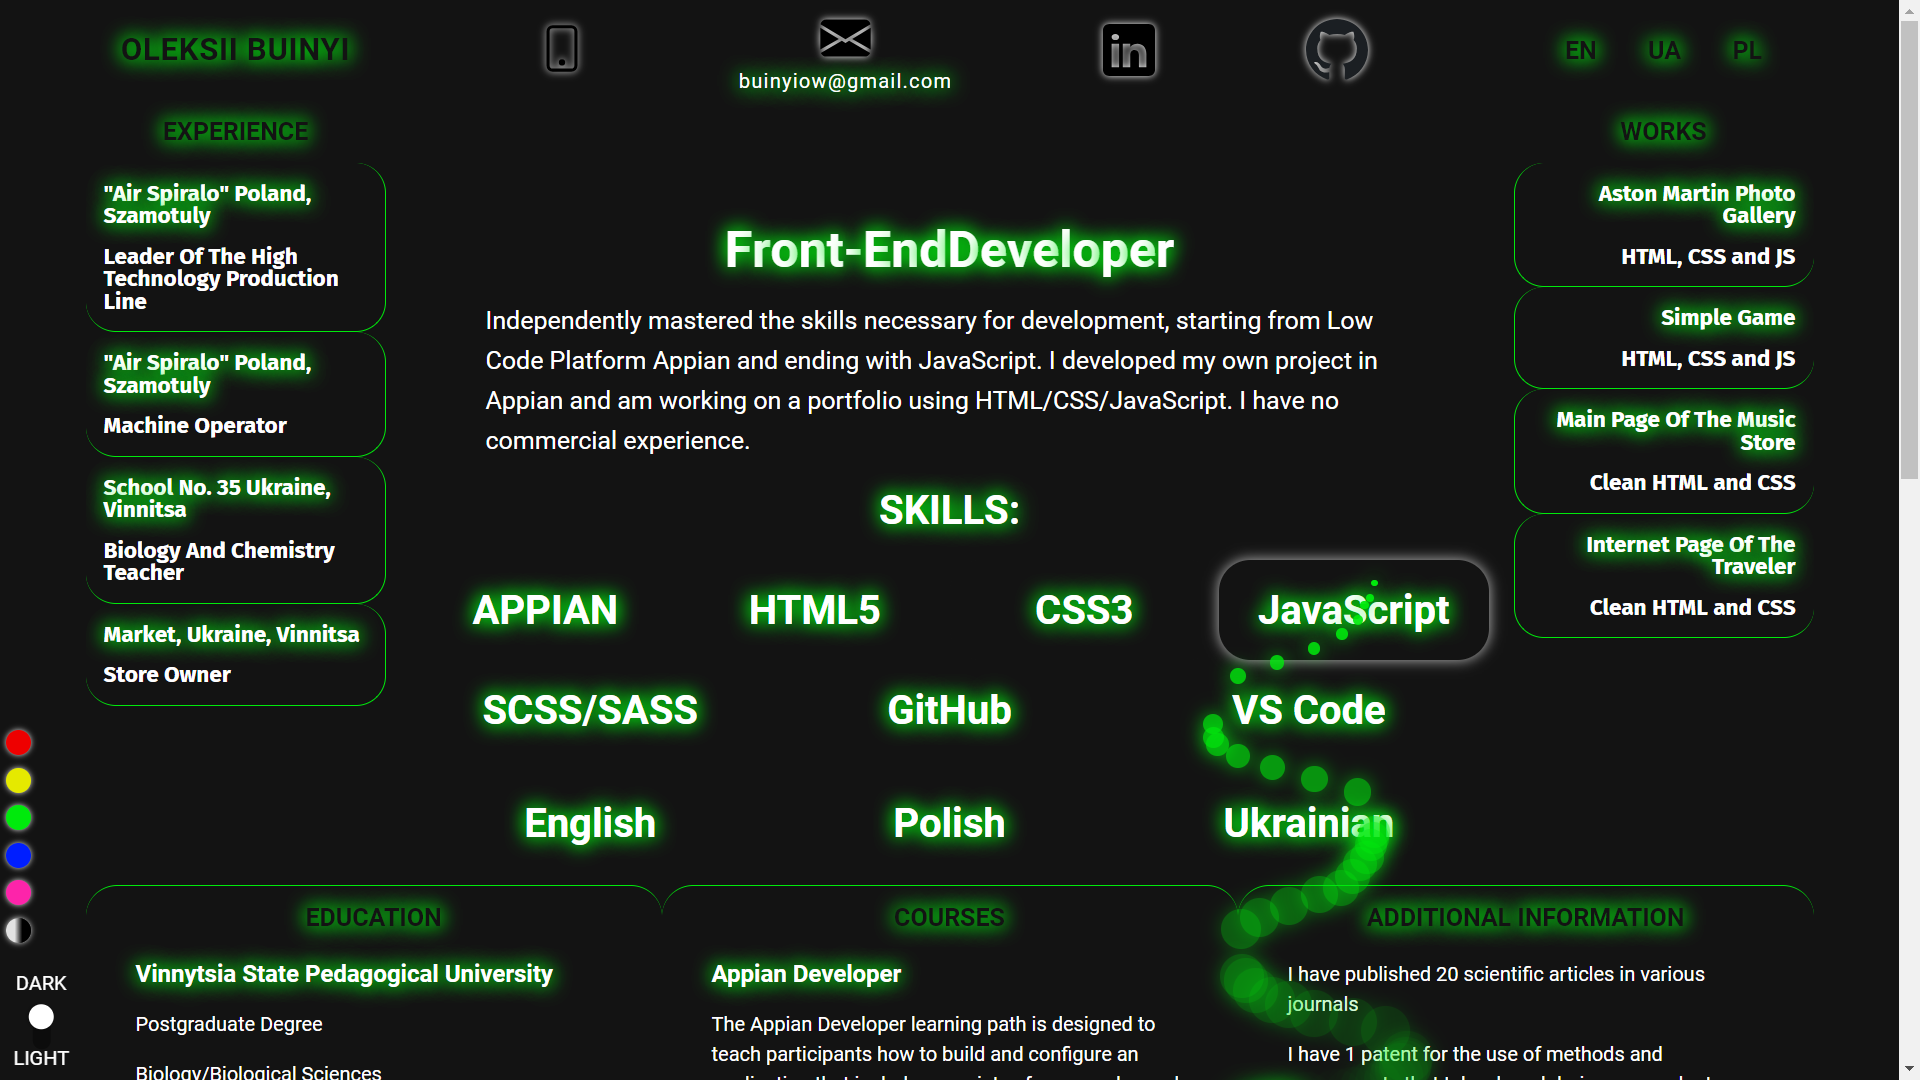 OLEKSII BUINYI
buinyiow@gmail.com
in
EN UA PL
EXPERIENCE
"Air Spiralo" Poland,
Szamotuly
Leader Of The High
Technology Production
Line
"Air Spiralo" Poland,
Szamotuly
Machine Operator
School No. 35 Ukraine,
Vinnitsa
Biology And Chemistry
Teacher
Market, Ukraine, Vinnitsa
Store Owner
Front-EndDeveloper
Independently mastered the skills necessary for development, starting from Low
Code Platform Appian and ending with JavaScript. I developed my own project in
Appian and am working on a portfolio using HTML/CSS/JavaScript. I have no
commercial experience.
SKILLS:
APPIAN HTML5 CSS3 JavaScript
SCSS/SASS GitHub VS Code
English Polish Ukrainian
WORKS
Aston Martin Photo
Gallery
HTML, CSS and JS
Simple Game
HTML, CSS and JS
Main Page Of The Music
Store
Clean HTML and CSS
Internet Page Of The
Traveler
Clean HTML and CSS
DARK
LIGHT
EDUCATION
Vinnytsia State Pedagogical University
Postgraduate Degree
Biology/Biological Sciences
COURSES
Appian Developer
The Appian Developer learning path is designed to
teach participants how to build and configure an
ADDITIONAL INFORMATION
I have published 20 scientific articles in various
journals
I have 1 patent for the use of methods and